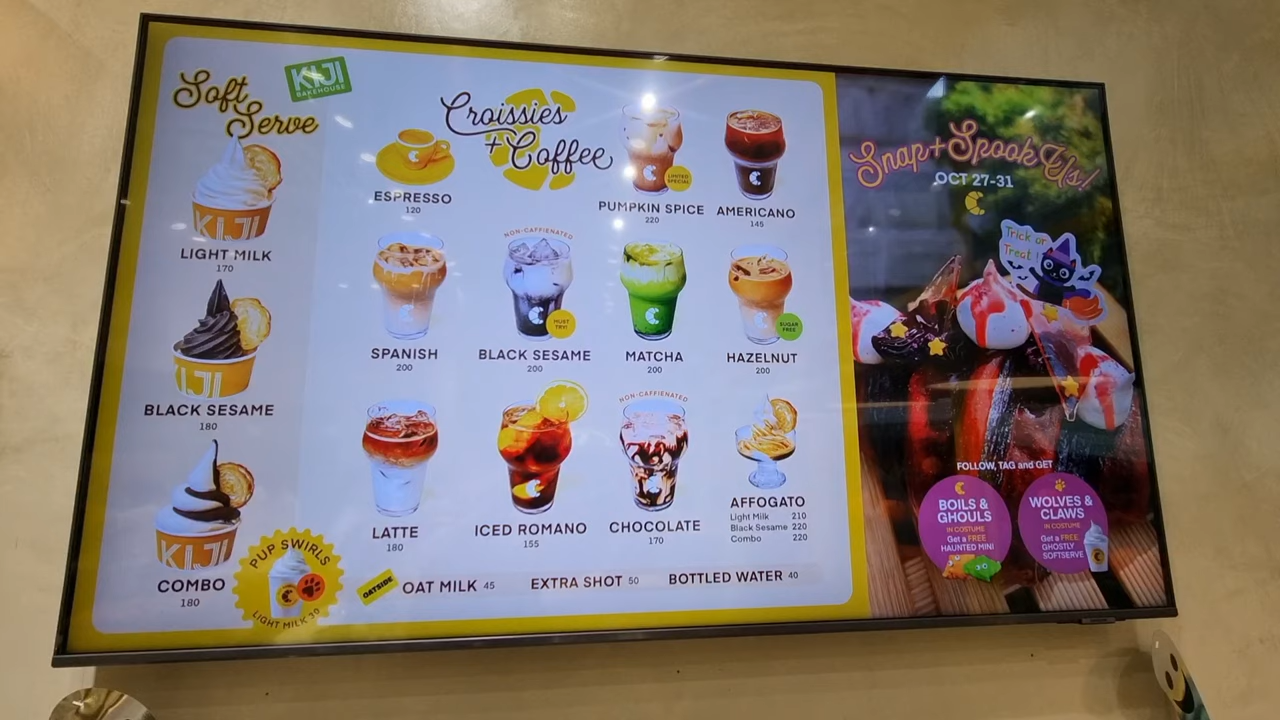 Soft
Serve
KIJI
BAKEHOUSE
KIJI
LIGHT MILK
170
KIJI
BLACK SESAME
180
KIJI
COMBO
180
PUP SWIRLS
LIGHT MILK 30
Croissies
+Coffee
ESPRESSO
120
LIMITED
SPECIAL
PUMPKIN SPICE
220
AMERICANO
145
SPANISH
200
NON-CAFFIENATED
MUST
TRY!
BLACK SESAME
200
MATCHA
200
SUGAR
FREE
HAZELNUT
200
LATTE
180
ICED ROMANO
155
NON-CAFFIENATED
CHOCOLATE
170
AFFOGATO
Light Milk 210
Black Sesame 220
Combo 220
OATSIDE
OAT MILK 45
EXTRA SHOT 50
BOTTLED WATER 40
Snap+Spook Us!
OCT 27-31
Trick or
Treat
FOLLOW, TAG and GET
BOILS &
GHOULS
IN COSTUME
Get a FREE
HAUNTED MINI
WOLVES &
CLAWS
IN COSTUME
Get a FREE
GHOSTLY
SOFTSERVE